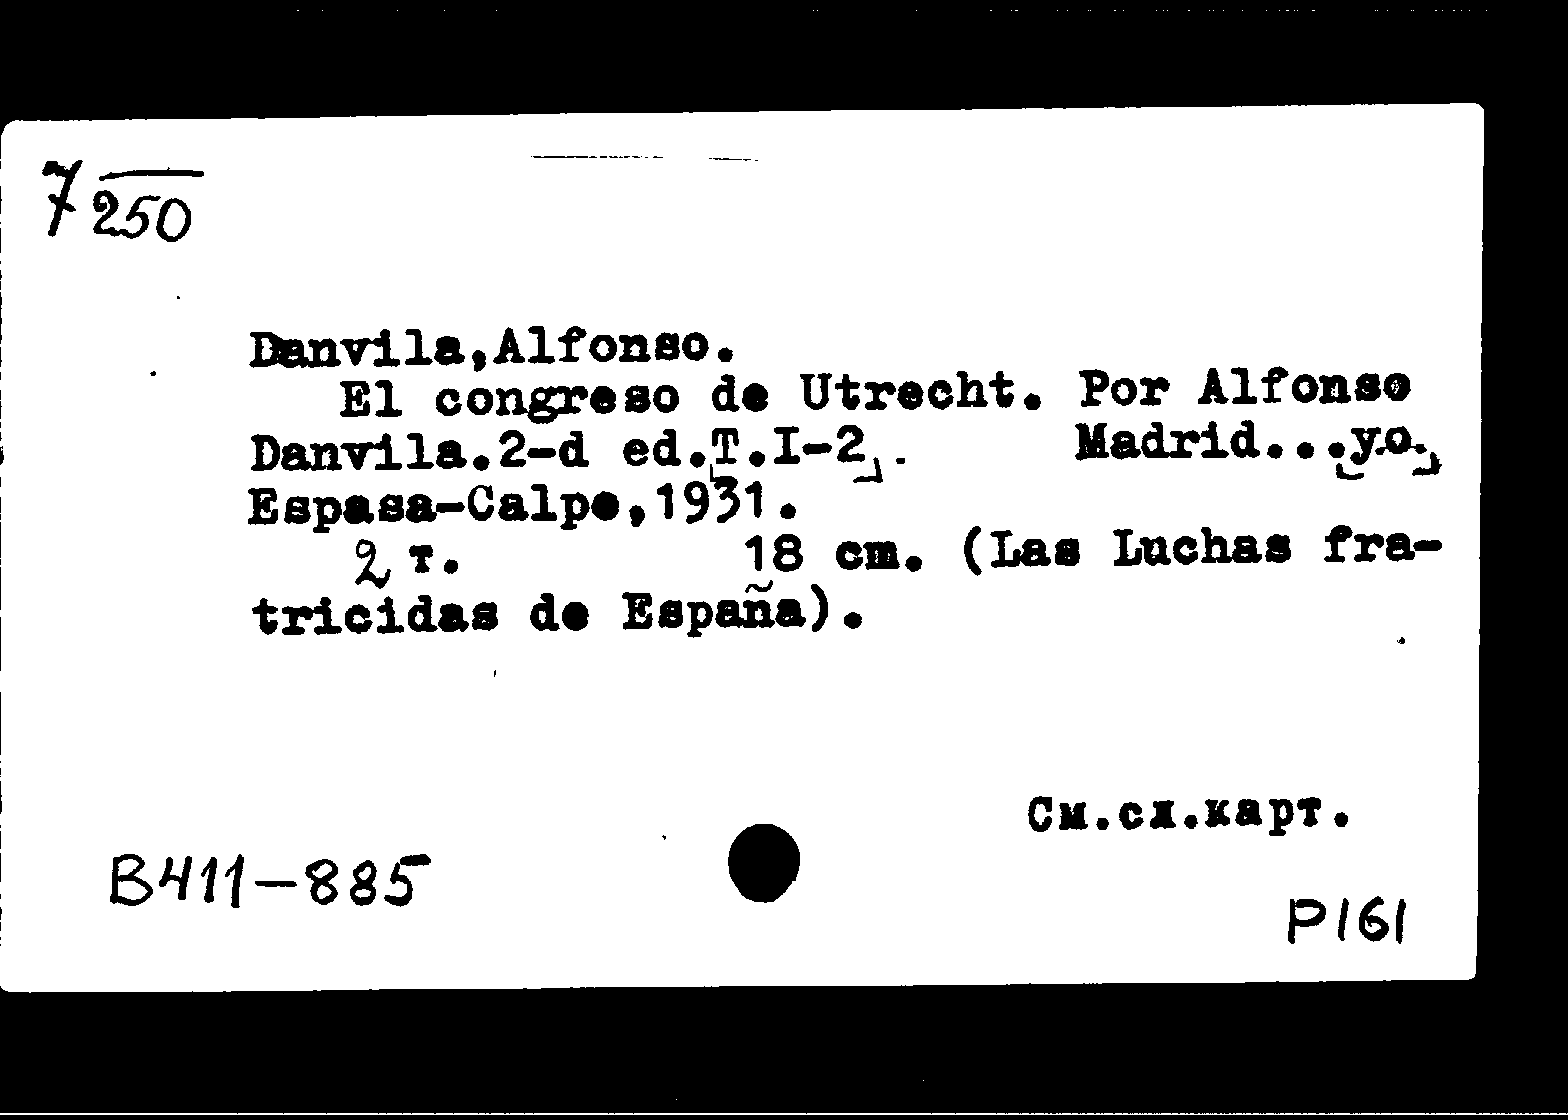 7 250
Danvila,Alfonso.
El congreso de Utrecht. Por Alfonso
Danvila.2-d ed.T.I-2. Madrid...y.o.,
Espasa-Calpe,1931.
2 т. 18 cm. (Las Luchas fra-
tricidas de España).
См.сл.карт.
B411-885
P161